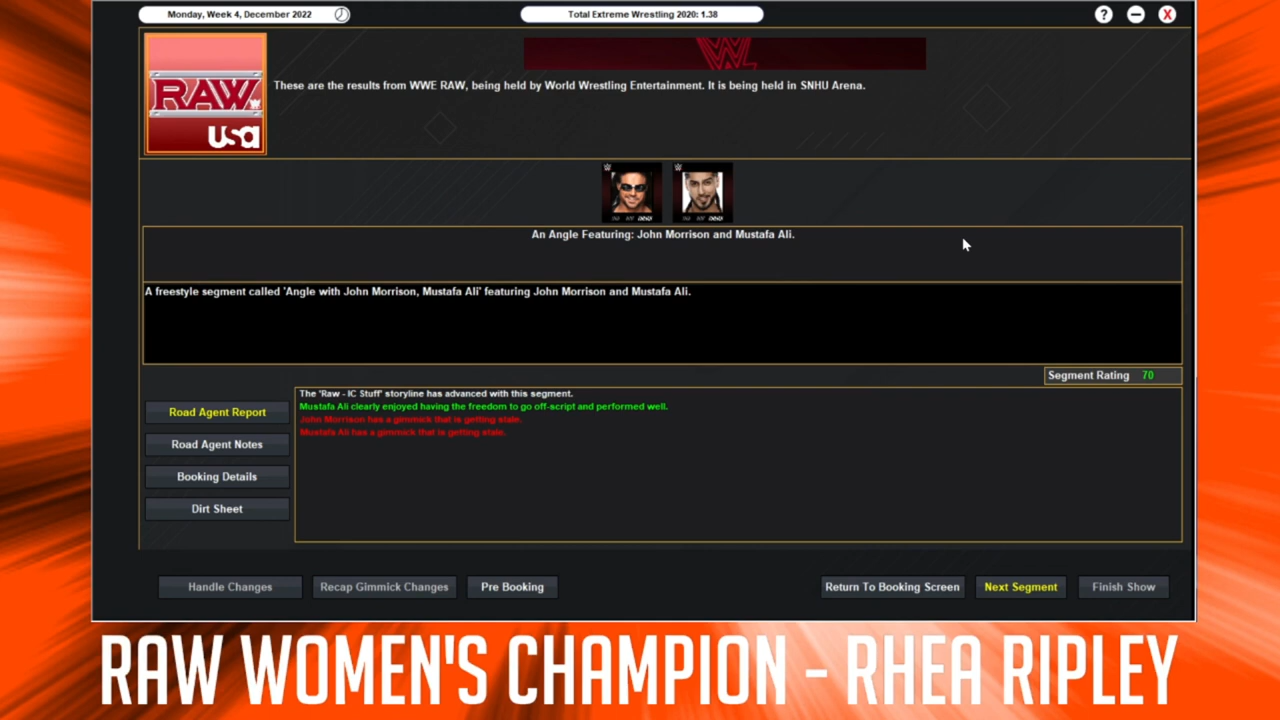 Monday, Week 4, December 2022
Total Extreme Wrestling 2020: 1.38
?
X
RAW
USA
These are the results from WWE RAW, being held by World Wrestling Entertainment. It is being held in SNHU Arena.
An Angle Featuring: John Morrison and Mustafa Ali.
A freestyle segment called 'Angle with John Morrison, Mustafa Ali' featuring John Morrison and Mustafa Ali.
Segment Rating 70
The 'Raw - IC Stuff' storyline has advanced with this segment.
Mustafa Ali clearly enjoyed having the freedom to go off-script and performed well.
John Morrison has a gimmick that is getting stale.
Mustafa Ali has a gimmick that is getting stale.
Road Agent Report
Road Agent Notes
Booking Details
Dirt Sheet
Handle Changes
Recap Gimmick Changes
Pre Booking
Return To Booking Screen
Next Segment
Finish Show
RAW WOMEN'S CHAMPION - RHEA RIPLEY